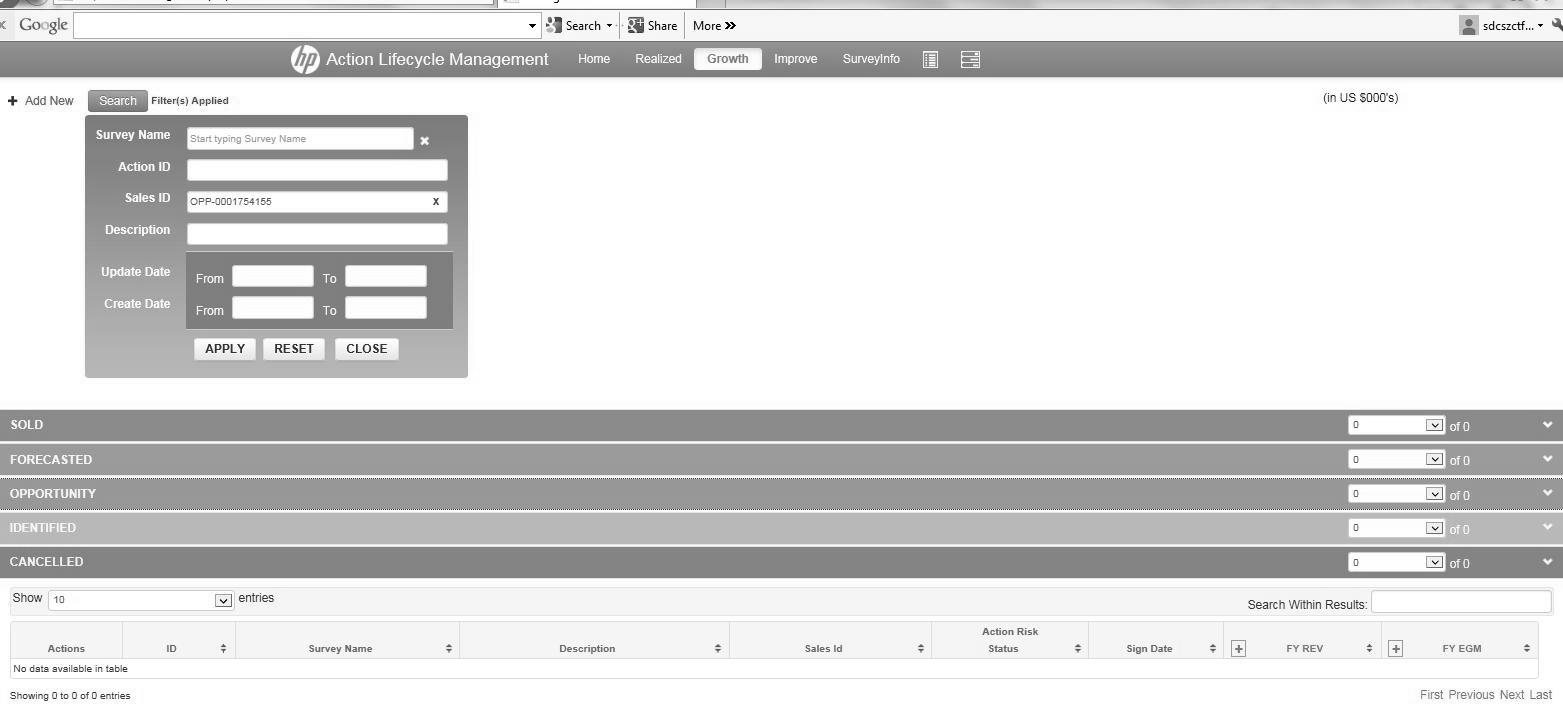 Google Search Share More » sdcszctf...
hp Action Lifecycle Management Home Realized Growth Improve SurveyInfo
+ Add New Search Filter(s) Applied (in US $000's)
Survey Name Start typing Survey Name
Action ID
Sales ID OPP-0001754155 X
Description
Update Date From To
Create Date From To
APPLY RESET CLOSE
SOLD 0 of 0
FORECASTED 0 of 0
OPPORTUNITY 0 of 0
IDENTIFIED 0 of 0
CANCELLED 0 of 0
Show 10 entries Search Within Results:
Actions ID Survey Name Description Sales Id Action Risk Status Sign Date + FY REV + FY EGM
No data available in table
Showing 0 to 0 of 0 entries First Previous Next Last